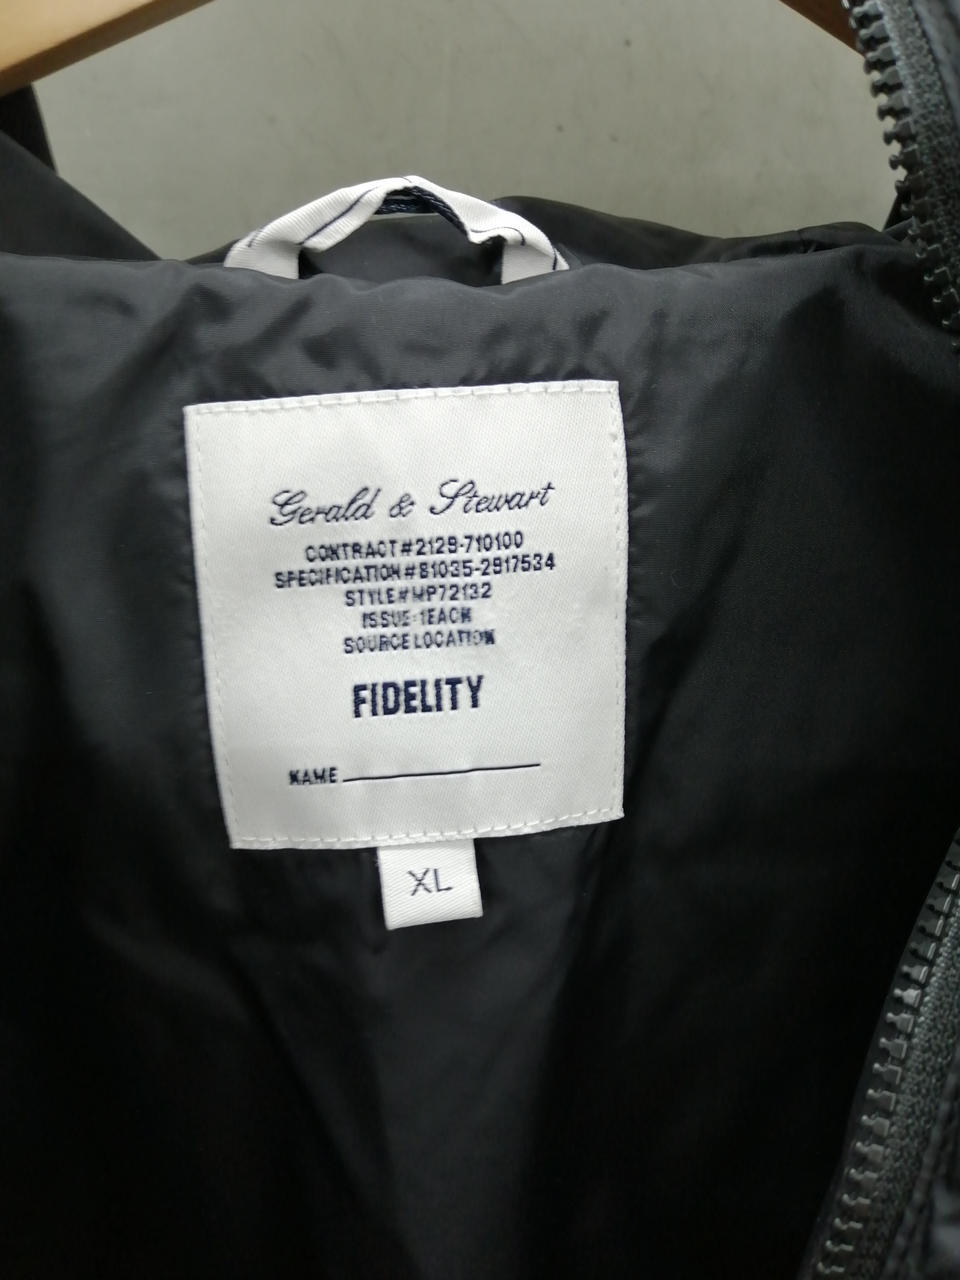 Gerald & Stewart
CONTRACT#2129-710100
SPECIFICATION#81035-2917534
STYLE#MP72132
ISSUE:1EACH
SOURCE LOCATION
FIDELITY
NAME
XL